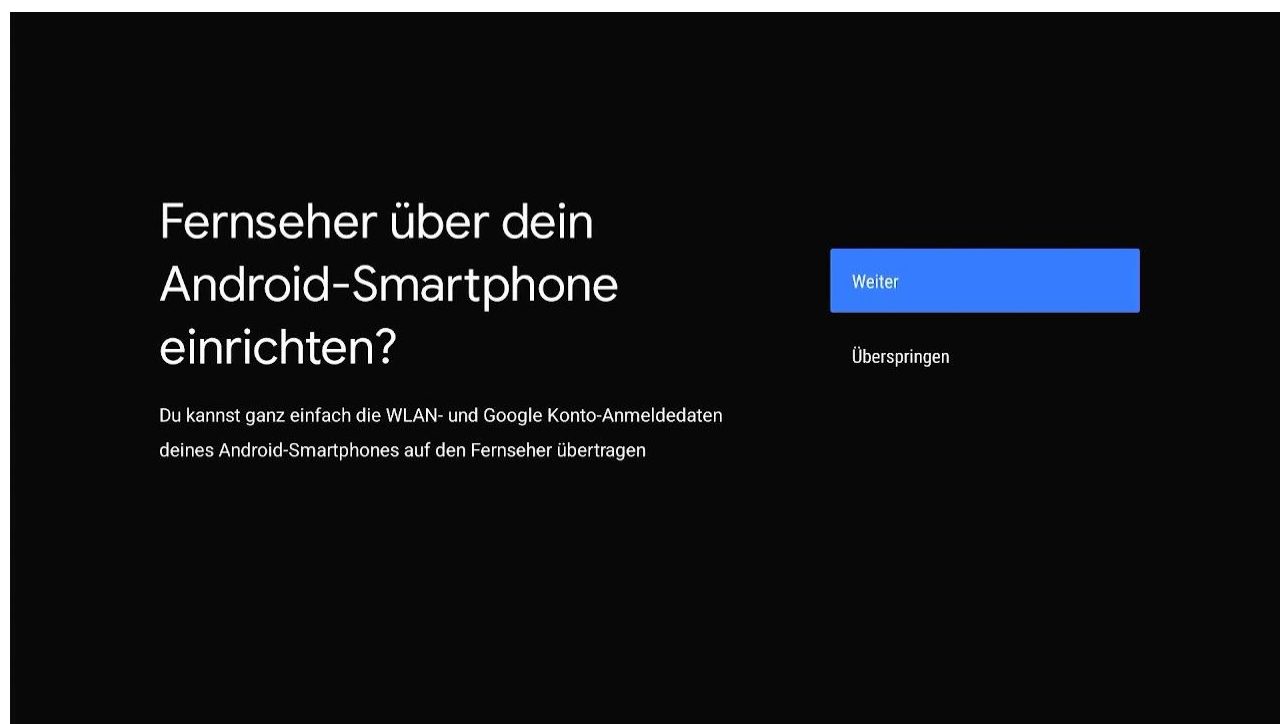 Fernseher über dein
Android-Smartphone
einrichten?
Du kannst ganz einfach die WLAN- und Google Konto-Anmeldedaten
deines Android-Smartphones auf den Fernseher übertragen
Weiter
Überspringen